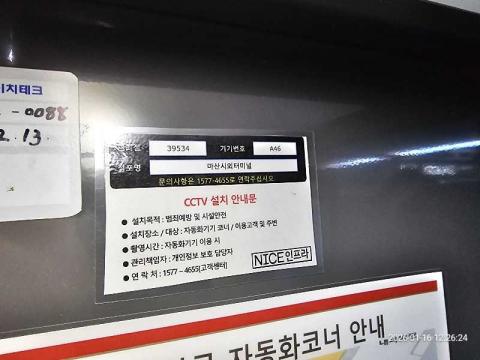 이치테크
-0088
2.13
39534 기기번호 A46
점포명 마산시외터미널
문의사항은 1577-4655로 연락주십시오
CCTV 설치 안내문
● 설치목적 : 범죄예방 및 시설안전
● 설치장소 / 대상 : 자동화기기 코너 / 이용고객 및 주변
● 촬영시간 : 자동화기기 이용 시
● 관리책임자 : 개인정보 보호 담당자
● 연 락 처 : 1577-4655[고객센터]
NICE인프라
자동화코너 안내
2026-01-16 12:26:24